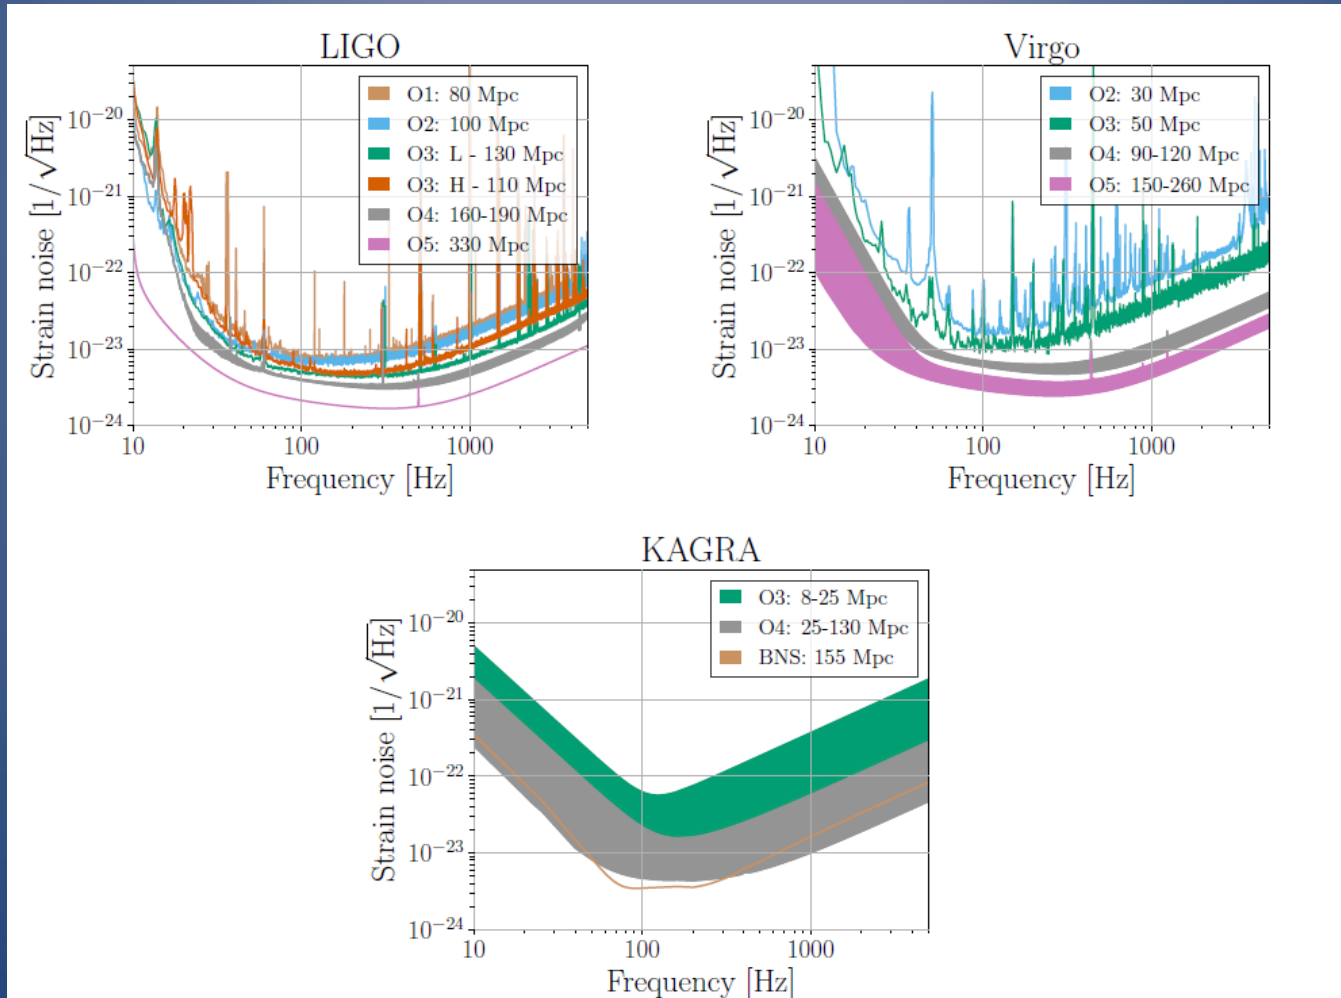 LIGO
Strain noise [1/√Hz]
10⁻²⁰
10⁻²¹
10⁻²²
10⁻²³
10⁻²⁴
O1: 80 Mpc
O2: 100 Mpc
O3: L - 130 Mpc
O3: H - 110 Mpc
O4: 160-190 Mpc
O5: 330 Mpc
10 100 1000
Frequency [Hz]
Virgo
Strain noise [1/√Hz]
10⁻²⁰
10⁻²¹
10⁻²²
10⁻²³
10⁻²⁴
O2: 30 Mpc
O3: 50 Mpc
O4: 90-120 Mpc
O5: 150-260 Mpc
10 100 1000
Frequency [Hz]
KAGRA
Strain noise [1/√Hz]
10⁻²⁰
10⁻²¹
10⁻²²
10⁻²³
10⁻²⁴
O3: 8-25 Mpc
O4: 25-130 Mpc
BNS: 155 Mpc
10 100 1000
Frequency [Hz]